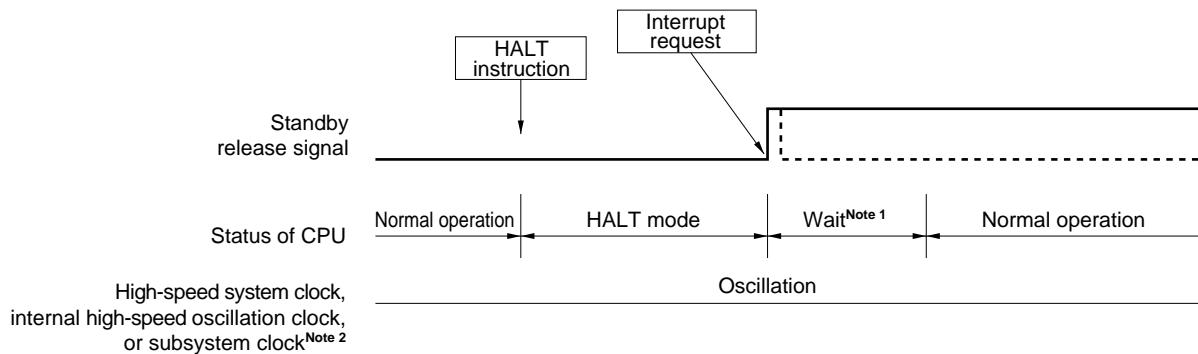 Interrupt
request
HALT
instruction
Standby
release signal
Status of CPU
Normal operation
HALT mode
WaitNote 1
Normal operation
High-speed system clock,
internal high-speed oscillation clock,
or subsystem clockNote 2
Oscillation